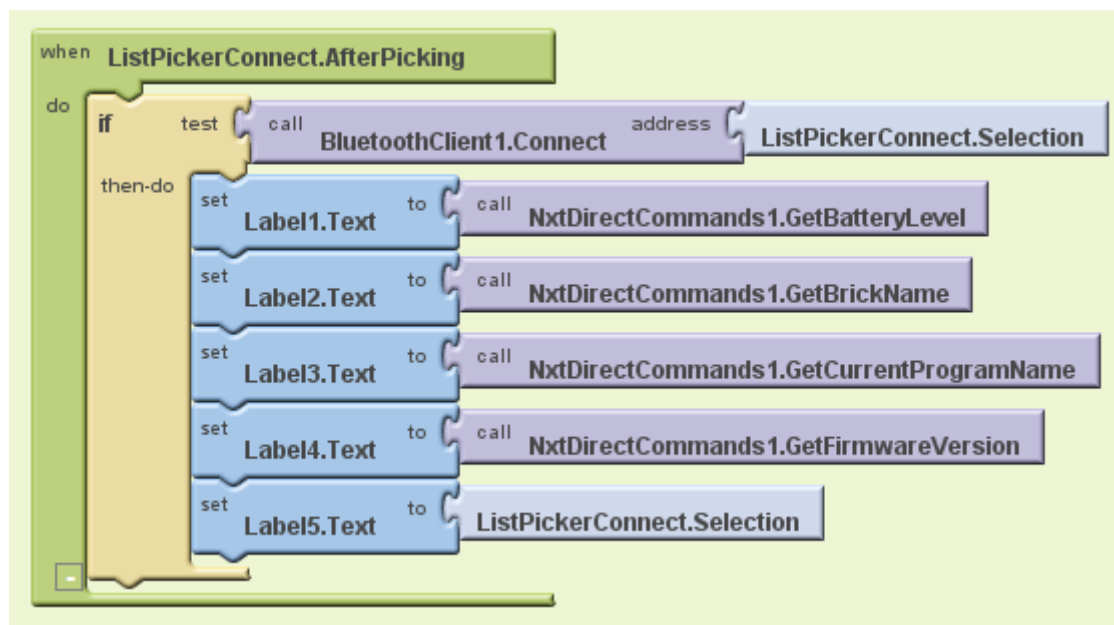 when ListPickerConnect.AfterPicking
do if test call BluetoothClient1.Connect address ListPickerConnect.Selection
then-do set Label1.Text to call NxtDirectCommands1.GetBatteryLevel
set Label2.Text to call NxtDirectCommands1.GetBrickName
set Label3.Text to call NxtDirectCommands1.GetCurrentProgramName
set Label4.Text to call NxtDirectCommands1.GetFirmwareVersion
set Label5.Text to ListPickerConnect.Selection
-